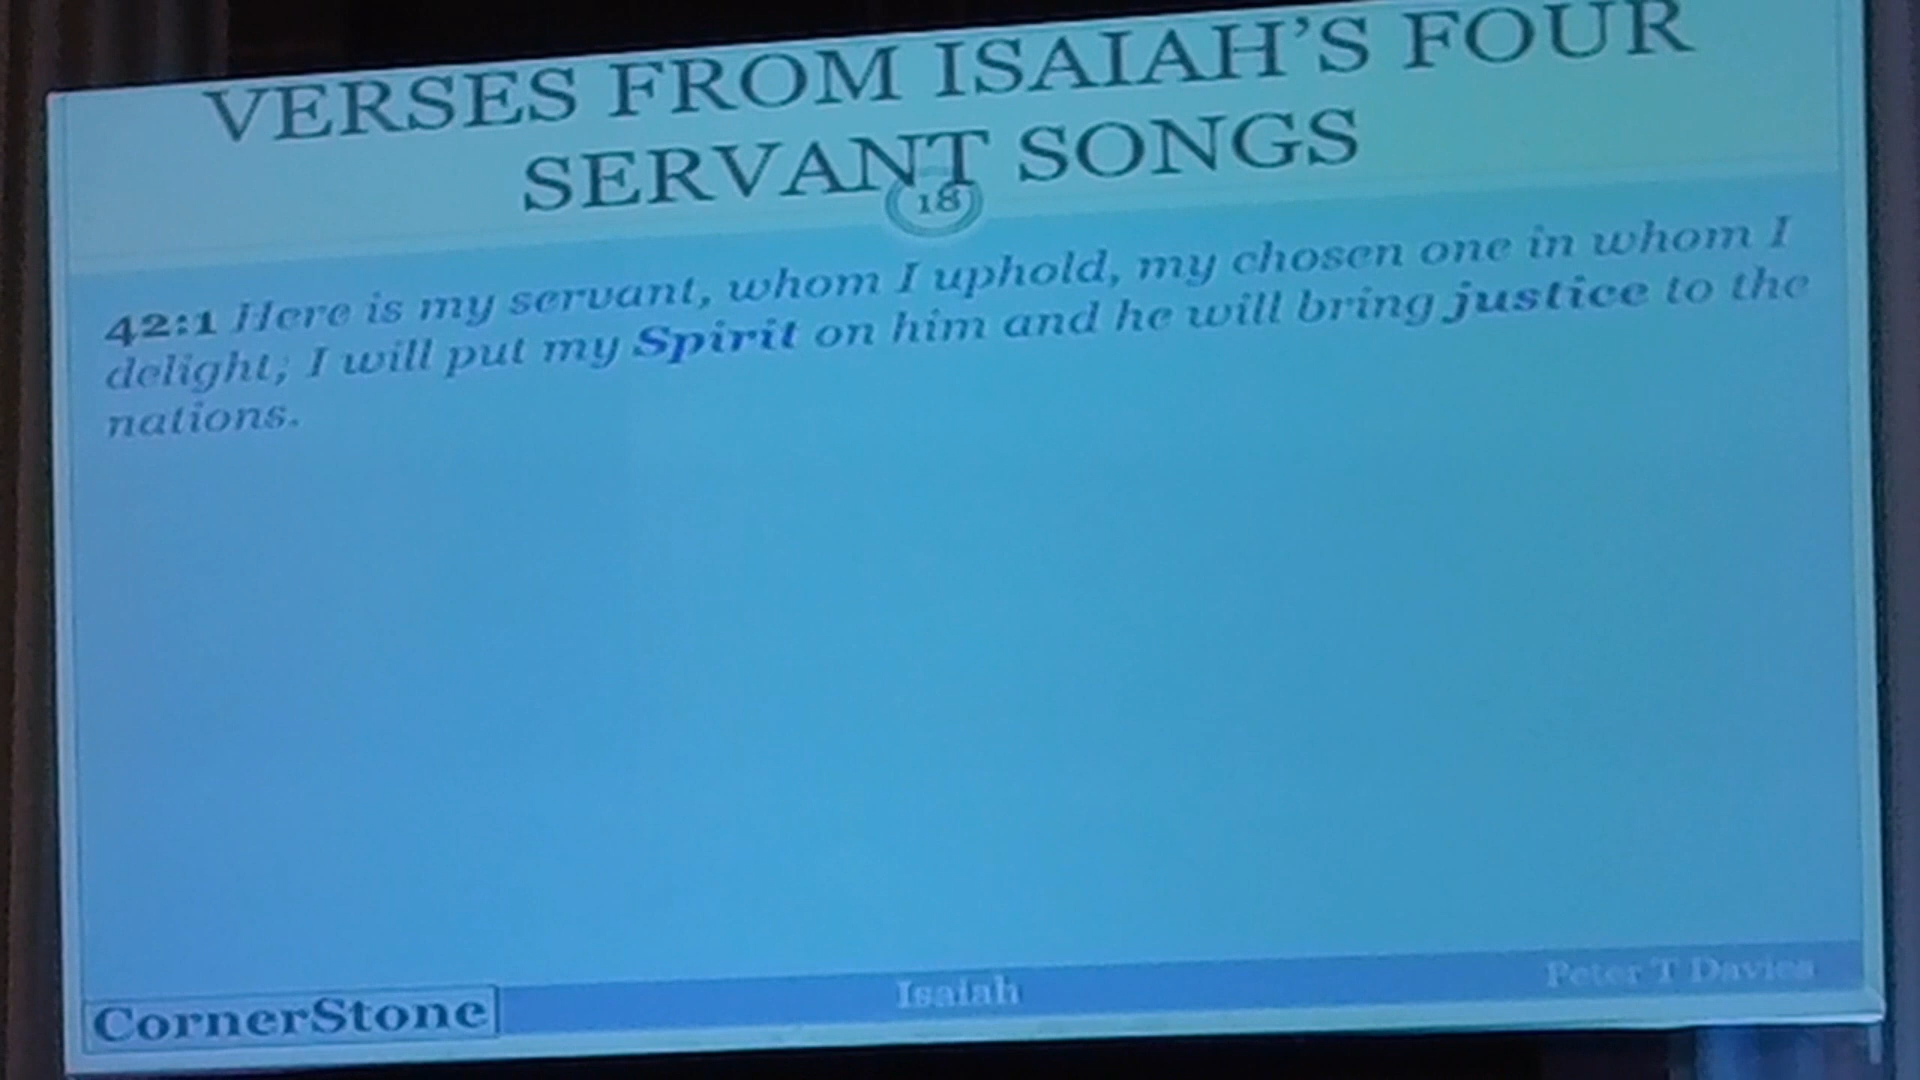 VERSES FROM ISAIAH'S FOUR
SERVANT SONGS
18
42:1 Here is my servant, whom I uphold, my chosen one in whom I
delight; I will put my Spirit on him and he will bring justice to the
nations.
CornerStone
Isaiah
Peter T Davies